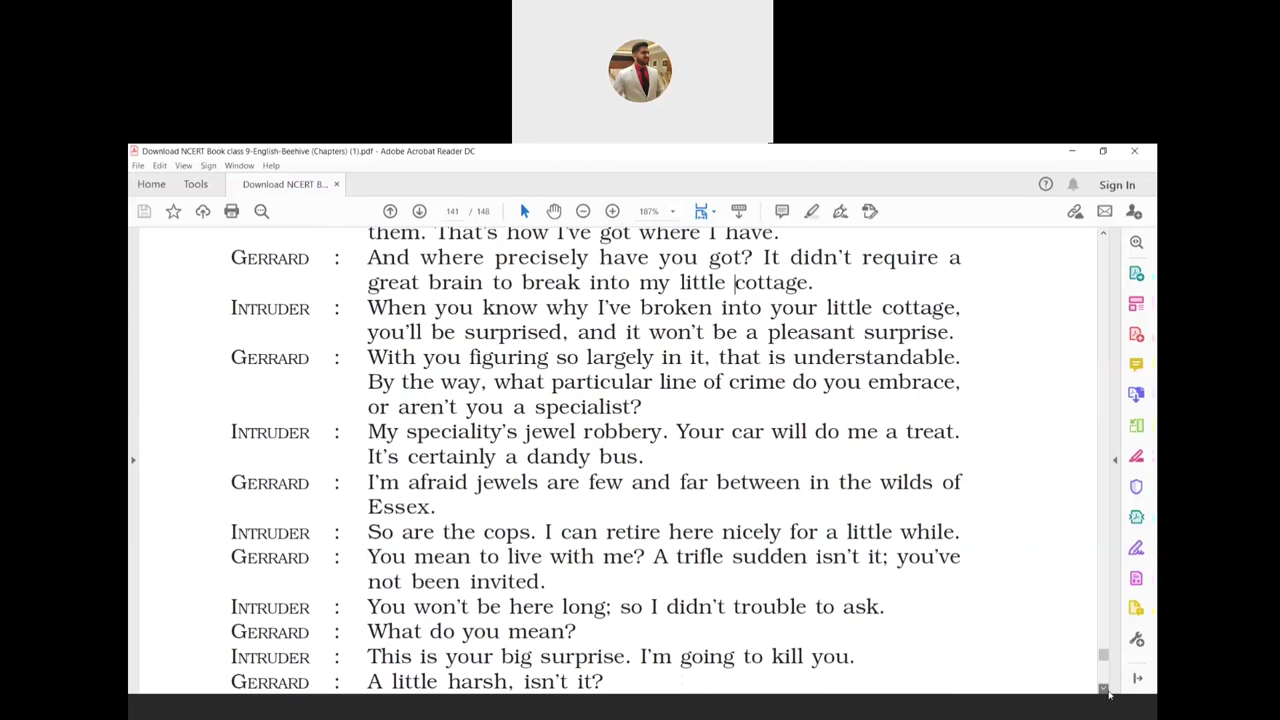 Download NCERT Book class 9-English-Beehive (Chapters) (1).pdf - Adobe Acrobat Reader DC
File Edit View Sign Window Help
Home Tools Download NCERT B... × Sign In
141 / 148 187%
them. That's how I've got where I have.
GERRARD : And where precisely have you got? It didn't require a
great brain to break into my little cottage.
INTRUDER : When you know why I've broken into your little cottage,
you'll be surprised, and it won't be a pleasant surprise.
GERRARD : With you figuring so largely in it, that is understandable.
By the way, what particular line of crime do you embrace,
or aren't you a specialist?
INTRUDER : My speciality's jewel robbery. Your car will do me a treat.
It's certainly a dandy bus.
GERRARD : I'm afraid jewels are few and far between in the wilds of
Essex.
INTRUDER : So are the cops. I can retire here nicely for a little while.
GERRARD : You mean to live with me? A trifle sudden isn't it; you've
not been invited.
INTRUDER : You won't be here long; so I didn't trouble to ask.
GERRARD : What do you mean?
INTRUDER : This is your big surprise. I'm going to kill you.
GERRARD : A little harsh, isn't it?